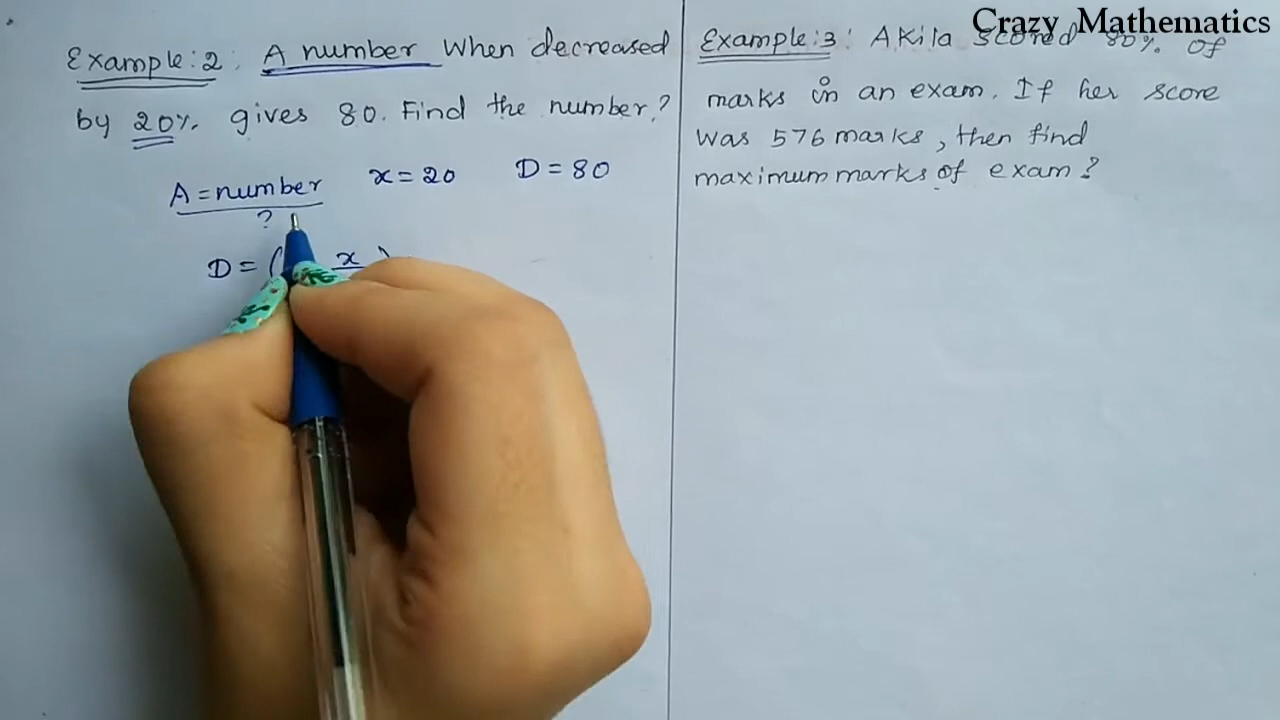 Crazy Mathematics
Example:2: A number when decreased
by 20% gives 80. Find the number?
A = number x = 20 D = 80
?
D = ( x )
Example:3: Akila scored 80% of
marks in an exam. If her score
was 576 marks, then find
maximum marks of exam?